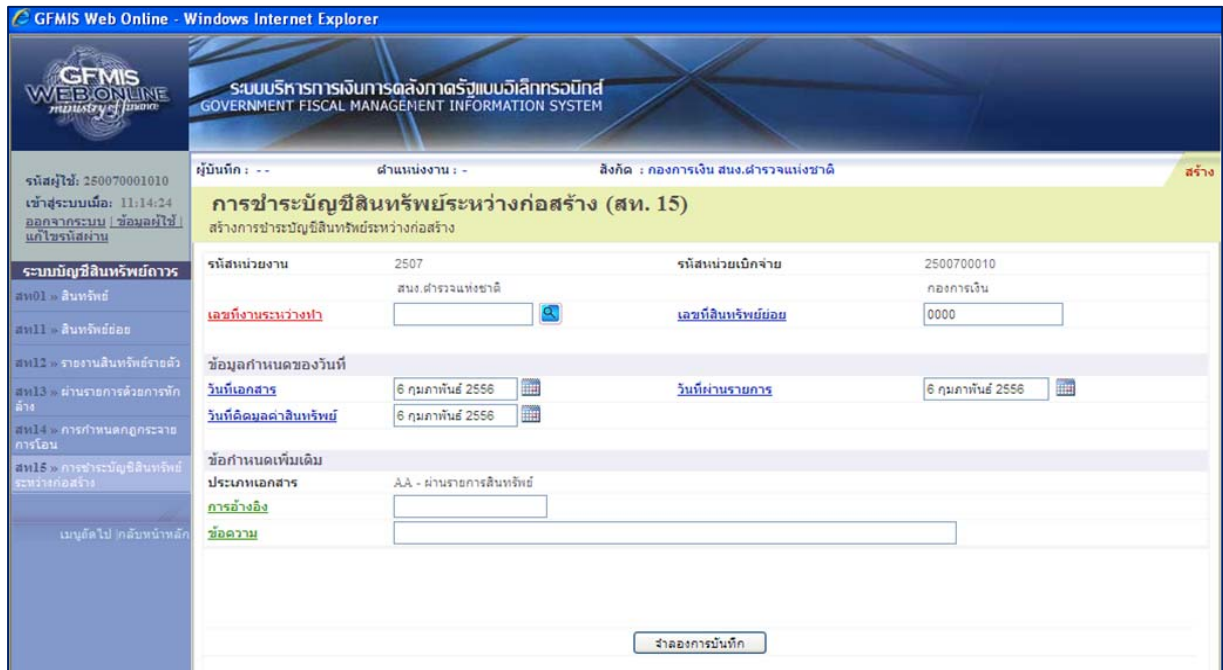 GFMIS Web Online - Windows Internet Explorer
GFMIS
WEB ONLINE
ministry of finance
ระบบบริหารการเงินการคลังภาครัฐแบบอิเล็กทรอนิกส์
GOVERNMENT FISCAL MANAGEMENT INFORMATION SYSTEM
รหัสผู้ใช้: 250070001010
เข้าสู่ระบบเมื่อ: 11:14:24
ออกจากระบบ | ข้อมูลผู้ใช้ |
แก้ไขรหัสผ่าน
ระบบบัญชีสินทรัพย์ถาวร
สท01 » สินทรัพย์
สท11 » สินทรัพย์ย่อย
สท12 » รายงานสินทรัพย์รายตัว
สท13 » ผ่านรายการด้วยการหัก
ล้าง
สท14 » การกำหนดกฎกระจาย
การโอน
สท15 » การชำระบัญชีสินทรัพย์
ระหว่างก่อสร้าง
เมนูถัดไป |กลับหน้าหลัก
ผู้บันทึก : - - ตำแหน่งงาน : - สังกัด : กองการเงิน สนง.ตำรวจแห่งชาติ สร้าง
การชำระบัญชีสินทรัพย์ระหว่างก่อสร้าง (สท. 15)
สร้างการชำระบัญชีสินทรัพย์ระหว่างก่อสร้าง
รหัสหน่วยงาน 2507 รหัสหน่วยเบิกจ่าย 2500700010
สนง.ตำรวจแห่งชาติ กองการเงิน
เลขที่งานระหว่างทำ เลขที่สินทรัพย์ย่อย 0000
ข้อมูลกำหนดของวันที่
วันที่เอกสาร 6 กุมภาพันธ์ 2556 วันที่ผ่านรายการ 6 กุมภาพันธ์ 2556
วันที่คิดมูลค่าสินทรัพย์ 6 กุมภาพันธ์ 2556
ข้อกำหนดเพิ่มเติม
ประเภทเอกสาร AA - ผ่านรายการสินทรัพย์
การอ้างอิง
ข้อความ
จำลองการบันทึก